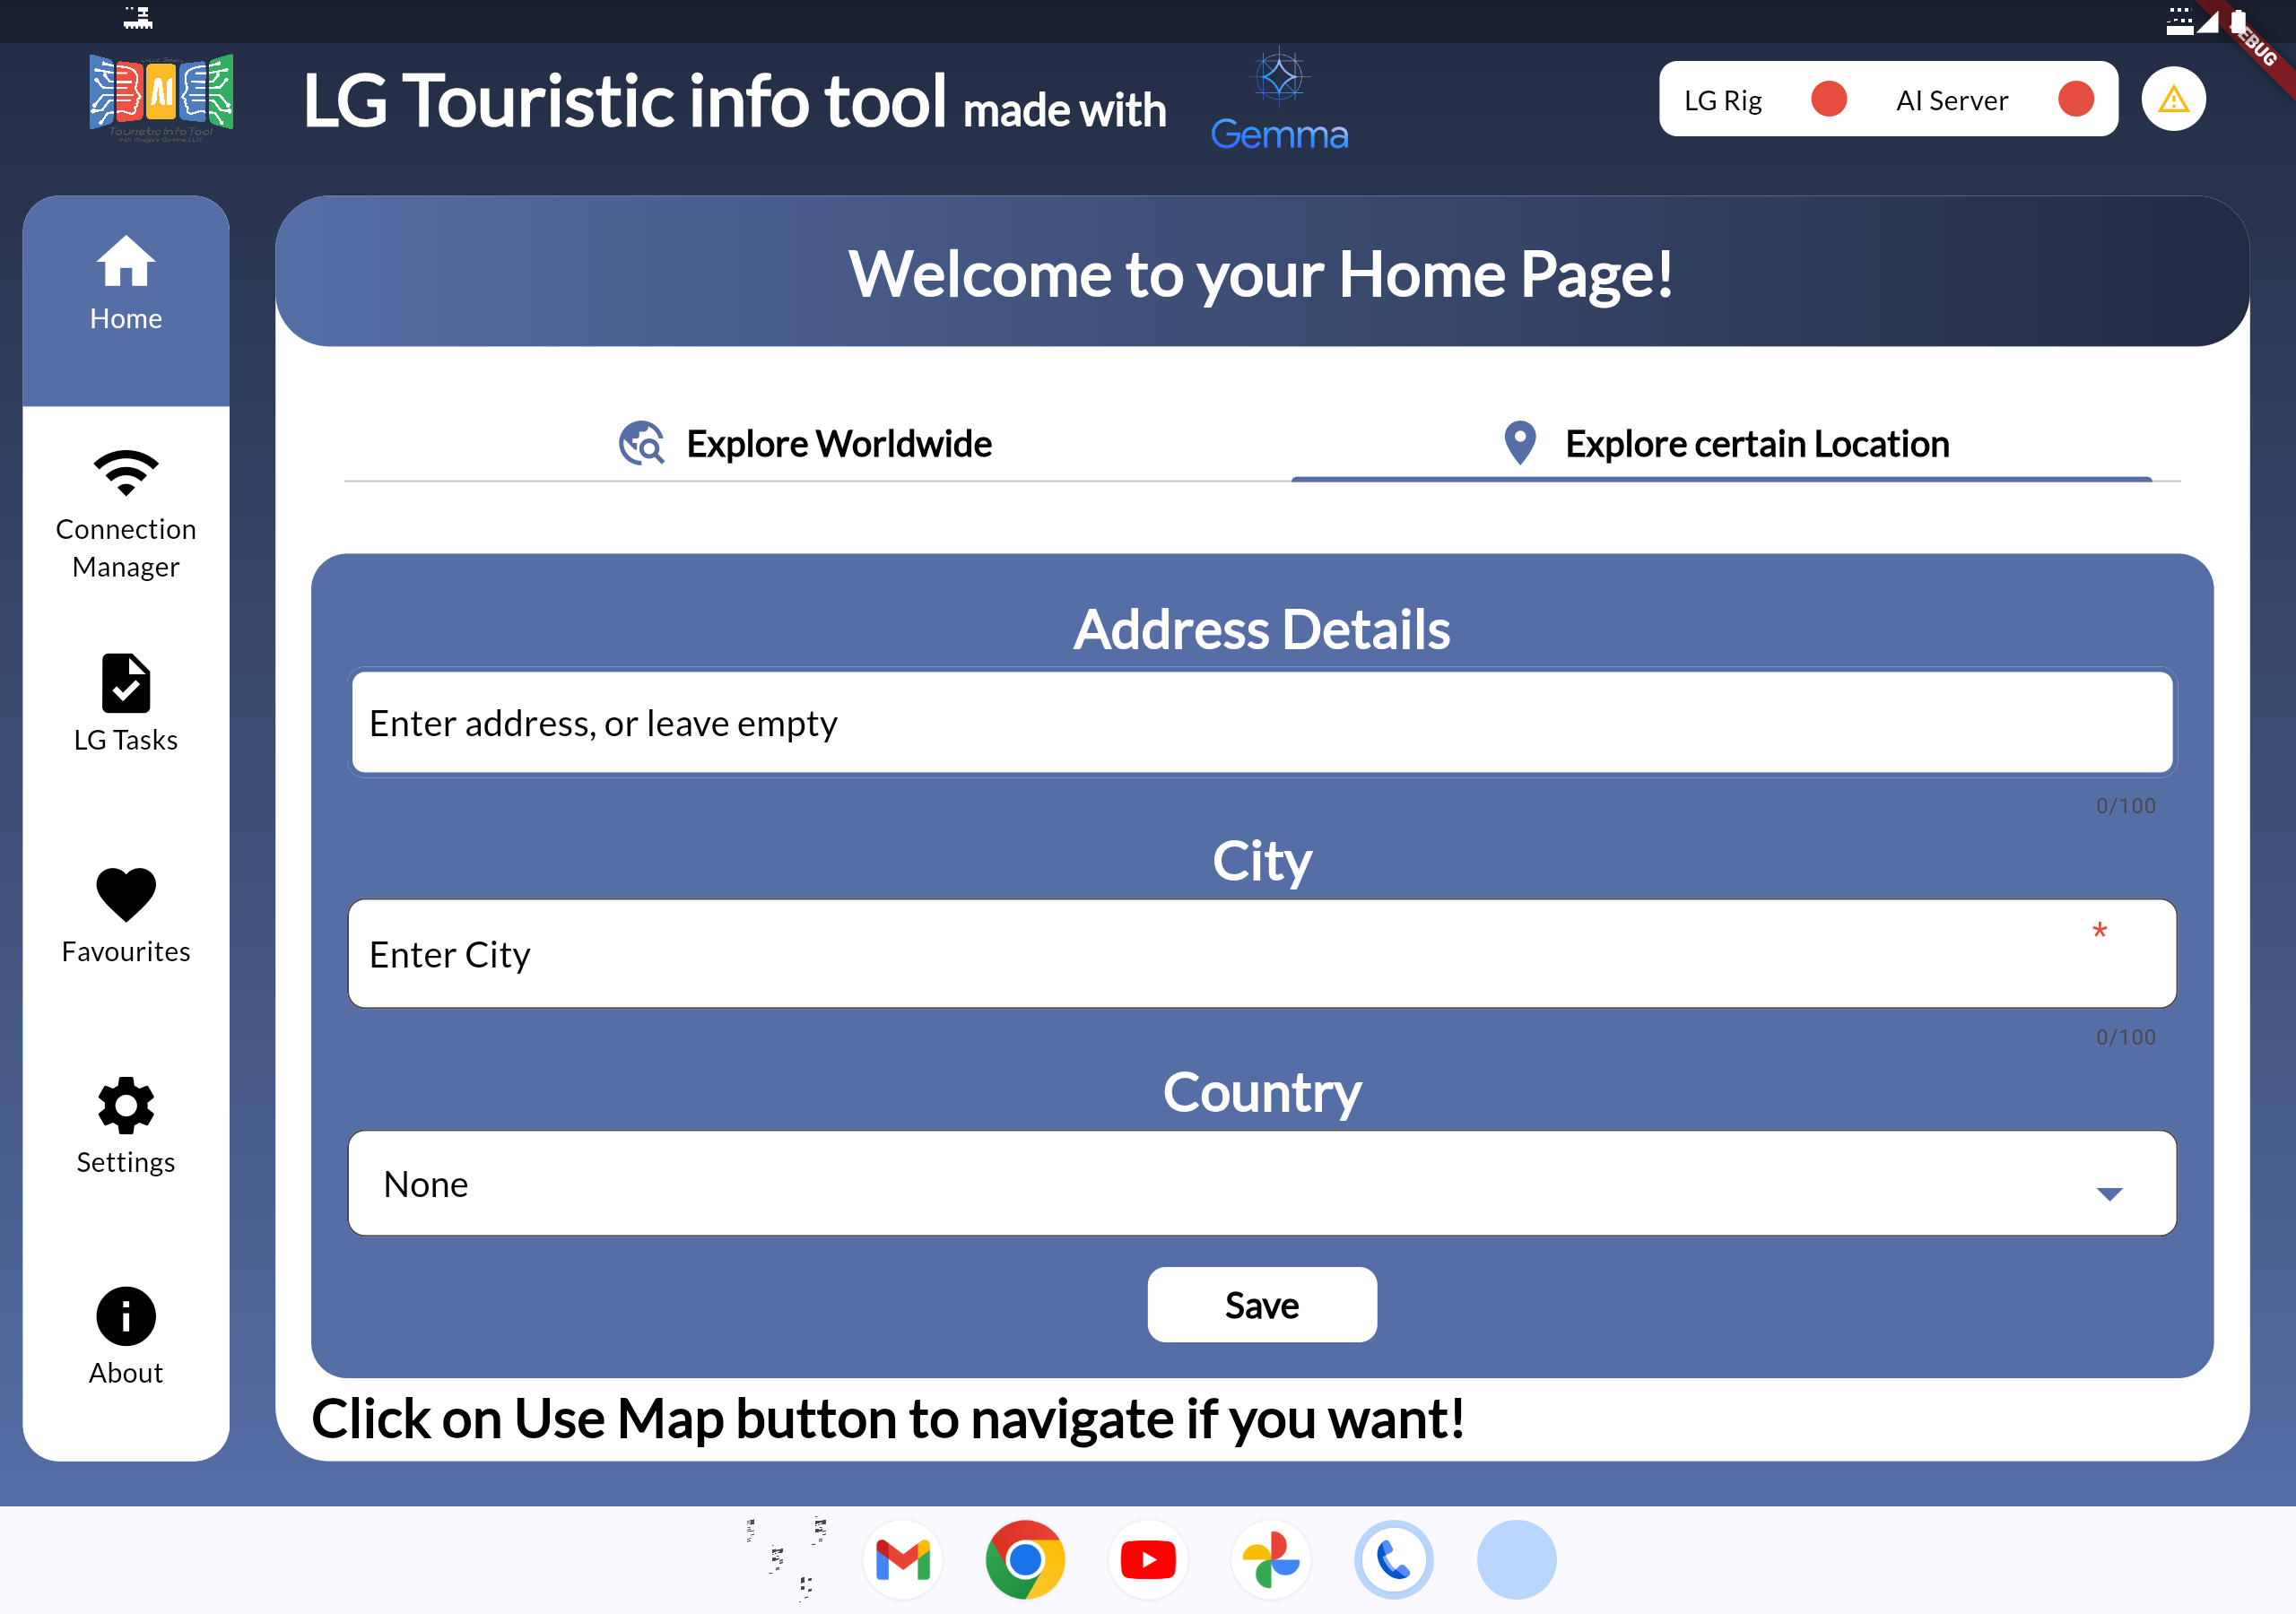 LG Touristic info tool made with
Gemma
LG Rig
AI Server
DEBUG
AI
Touristic Info Tool
Welcome to your Home Page!
Home
Connection
Manager
LG Tasks
Favourites
Settings
About
Explore Worldwide
Explore certain Location
Address Details
Enter address, or leave empty
0/100
City
Enter City
*
0/100
Country
None
Save
Click on Use Map button to navigate if you want!